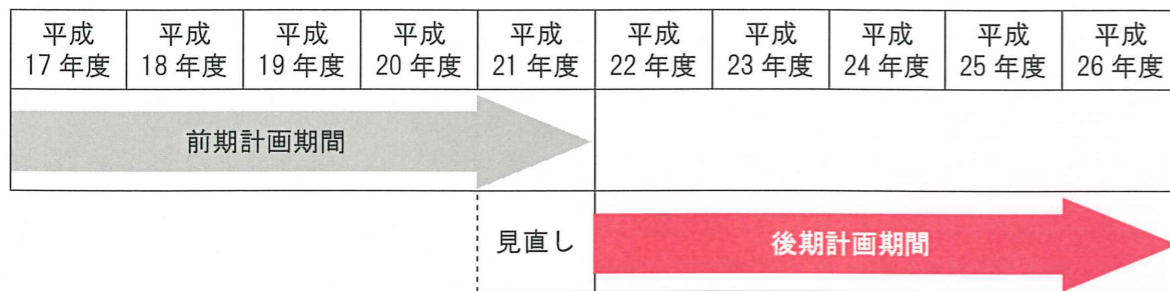 平成 平成 平成 平成 平成 平成 平成 平成 平成 平成
17 年度 18 年度 19 年度 20 年度 21 年度 22 年度 23 年度 24 年度 25 年度 26 年度
前期計画期間
見直し 後期計画期間